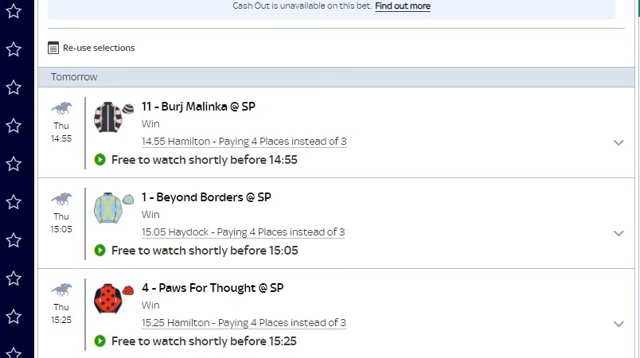 Cash Out is unavailable on this bet. Find out more
Re-use selections
Tomorrow
Thu
14:55
11 - Burj Malinka @ SP
Win
14.55 Hamilton - Paying 4 Places instead of 3
Free to watch shortly before 14:55
Thu
15:05
1 - Beyond Borders @ SP
Win
15.05 Haydock - Paying 4 Places instead of 3
Free to watch shortly before 15:05
Thu
15:25
4 - Paws For Thought @ SP
Win
15.25 Hamilton - Paying 4 Places instead of 3
Free to watch shortly before 15:25